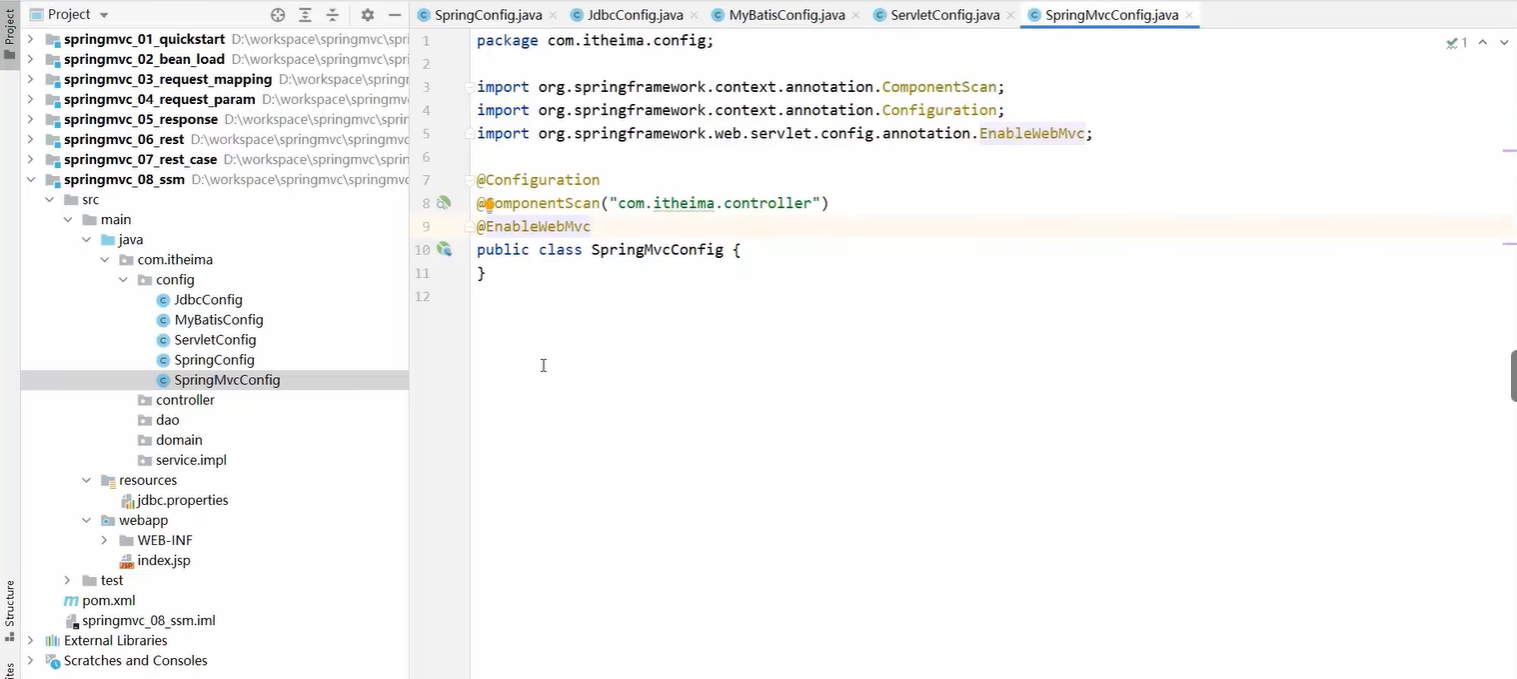 Project
SpringConfig.java
JdbcConfig.java
MyBatisConfig.java
ServletConfig.java
SpringMvcConfig.java
Project
springmvc_01_quickstart D:\workspace\springmvc\spri
springmvc_02_bean_load D:\workspace\springmvc\spri
springmvc_03_request_mapping D:\workspace\springm
springmvc_04_request_param D:\workspace\springmv
springmvc_05_response D:\workspace\springmvc\sprin
springmvc_06_rest D:\workspace\springmvc\springmvc
springmvc_07_rest_case D:\workspace\springmvc\sprin
springmvc_08_ssm D:\workspace\springmvc\springmvc
src
main
java
com.itheima
config
JdbcConfig
MyBatisConfig
ServletConfig
SpringConfig
SpringMvcConfig
controller
dao
domain
service.impl
resources
jdbc.properties
webapp
WEB-INF
index.jsp
test
pom.xml
springmvc_08_ssm.iml
External Libraries
Scratches and Consoles
Structure
1 package com.itheima.config;
2
3 import org.springframework.context.annotation.ComponentScan;
4 import org.springframework.context.annotation.Configuration;
5 import org.springframework.web.servlet.config.annotation.EnableWebMvc;
6
7 @Configuration
8 @ComponentScan("com.itheima.controller")
9 @EnableWebMvc
10 public class SpringMvcConfig {
11 }
12
1